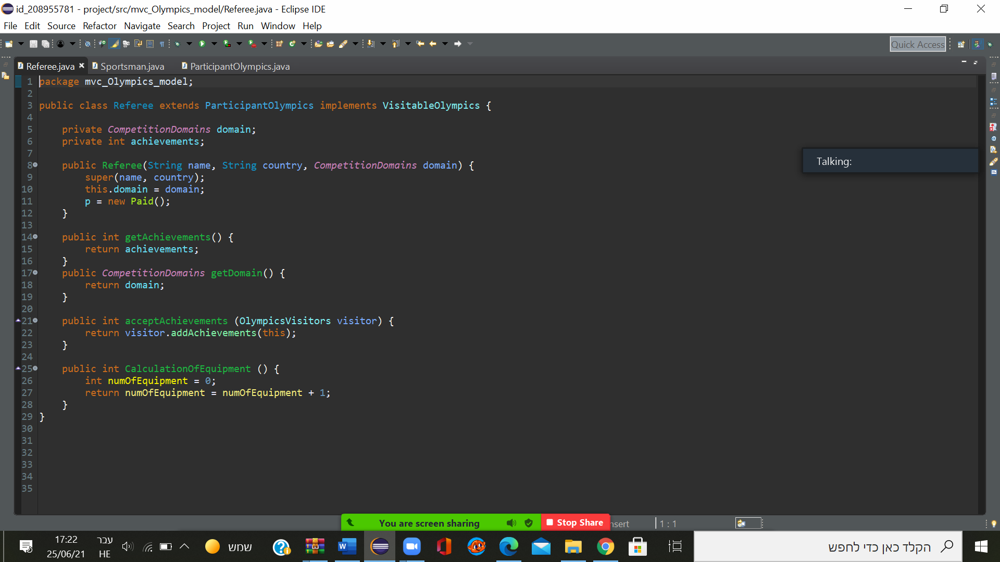 id_208955781 - project/src/mvc_Olympics_model/Referee.java - Eclipse IDE
File Edit Source Refactor Navigate Search Project Run Window Help
Quick Access
Referee.java Sportsman.java ParticipantOlympics.java
1 package mvc_Olympics_model;
2
3 public class Referee extends ParticipantOlympics implements VisitableOlympics {
4
5 private CompetitionDomains domain;
6 private int achievements;
7
8 public Referee(String name, String country, CompetitionDomains domain) {
9 super(name, country);
10 this.domain = domain;
11 p = new Paid();
12 }
13
14 public int getAchievements() {
15 return achievements;
16 }
17 public CompetitionDomains getDomain() {
18 return domain;
19 }
20
21 public int acceptAchievements (OlympicsVisitors visitor) {
22 return visitor.addAchievements(this);
23 }
24
25 public int CalculationOfEquipment () {
26 int numOfEquipment = 0;
27 return numOfEquipment = numOfEquipment + 1;
28 }
29 }
30
31
32
33
34
35
Talking:
You are screen sharing Stop Share nsert 1 : 1
17:22 עבר
25/06/21 HE
שמש
הקלד כאן כדי לחפש